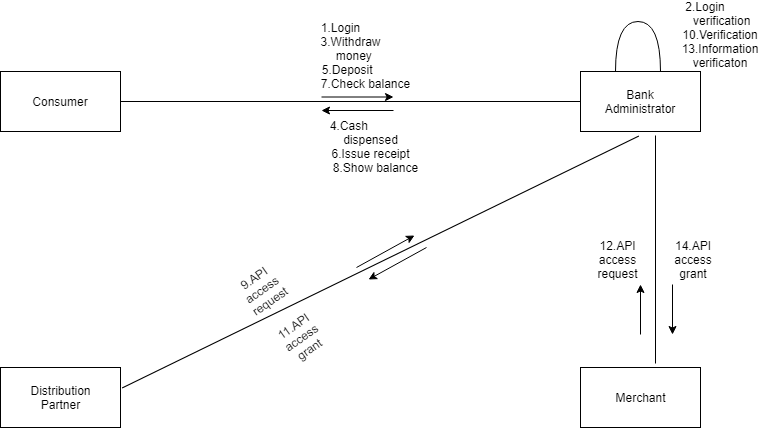 1.Login
3.Withdraw
money
5.Deposit
7.Check balance
2.Login
verification
10.Verification
13.Information
verificaton
Consumer
Bank
Administrator
4.Cash
dispensed
6.Issue receipt
8.Show balance
9.API
access
request
11.API
access
grant
12.API
access
request
14.API
access
grant
Distribution
Partner
Merchant